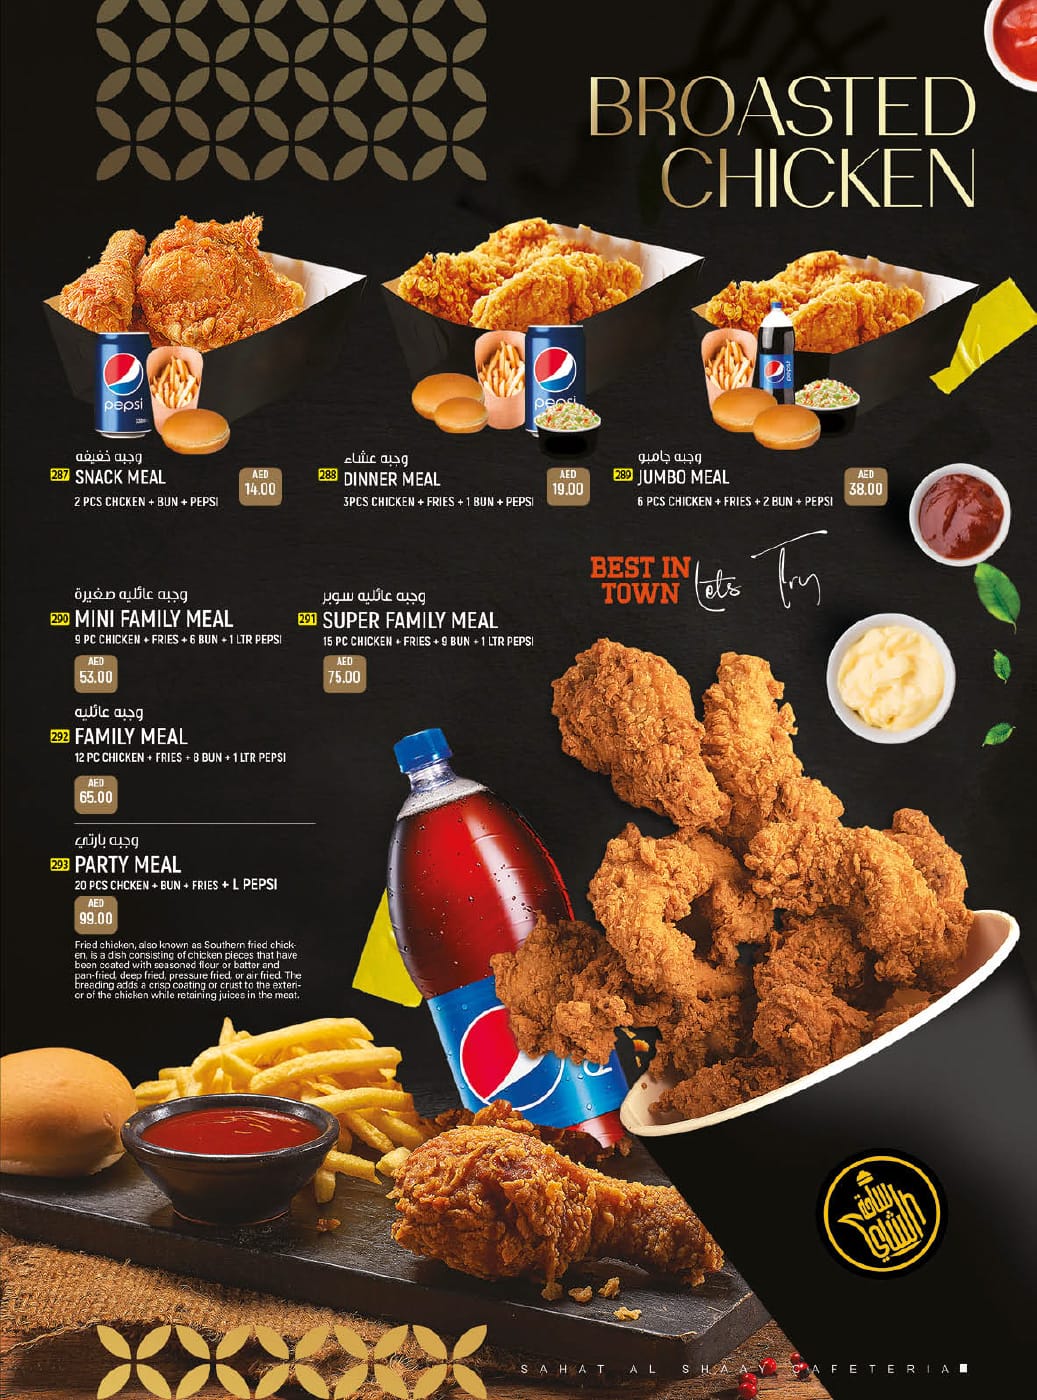 BROASTED
CHICKEN
pepsi
pepsi
pepsi
وجبه خفيفه
287 SNACK MEAL
2 PCS CHCKEN + BUN + PEPSI
AED
14.00
وجبه عشاء
288 DINNER MEAL
3PCS CHICKEN + FRIES + 1 BUN + PEPSI
AED
19.00
وجبه جامبو
289 JUMBO MEAL
6 PCS CHICKEN + FRIES + 2 BUN + PEPSI
AED
38.00
BEST IN
TOWN
Lets Try
وجبه عائليه صغيرة
290 MINI FAMILY MEAL
9 PC CHICKEN + FRIES + 6 BUN + 1 LTR PEPSI
AED
53.00
وجبه عائليه سوبر
291 SUPER FAMILY MEAL
15 PC CHICKEN + FRIES + 9 BUN + 1 LTR PEPSI
AED
75.00
وجبه عائليه
292 FAMILY MEAL
12 PC CHICKEN + FRIES + 8 BUN + 1 LTR PEPSI
AED
65.00
وجبه بارتي
293 PARTY MEAL
20 PCS CHCKEN + BUN + FRIES + L PEPSI
AED
99.00
Fried chicken, also known as Southern fried chick-
en, is a dish consisting of chicken pieces that have
been coated with seasoned flour or batter and
pan-fried, deep fried, pressure fried, or air fried. The
breading adds a crisp coating or crust to the exteri-
or of the chicken while retaining juices in the meat.
ساحة
الشاي
SAHAT AL SHAAY CAFETERIA